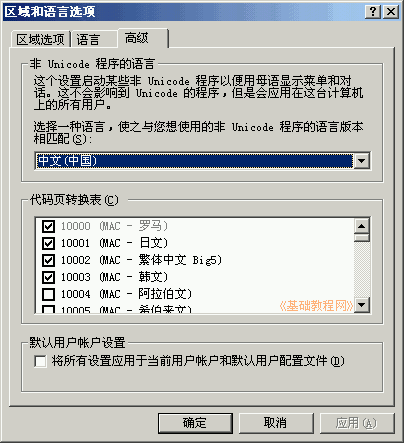 区域和语言选项
区域选项 语言 高级
非 Unicode 程序的语言
这个设置启动某些非 Unicode 程序以便用母语显示菜单和对
话。这不会影响到 Unicode 的程序，但是会应用在这台计算机
上的所有用户。
选择一种语言，使之与您想使用的非 Unicode 程序的语言版本
相匹配(S):
中文(中国)
代码页转换表(C)
10000 (MAC - 罗马)
10001 (MAC - 日文)
10002 (MAC - 繁体中文 Big5)
10003 (MAC - 韩文)
10004 (MAC - 阿拉伯文)
10005 (MAC - 希伯来文)
《基础教程网》
默认用户帐户设置
将所有设置应用于当前用户帐户和默认用户配置文件(D)
确定 取消 应用(A)